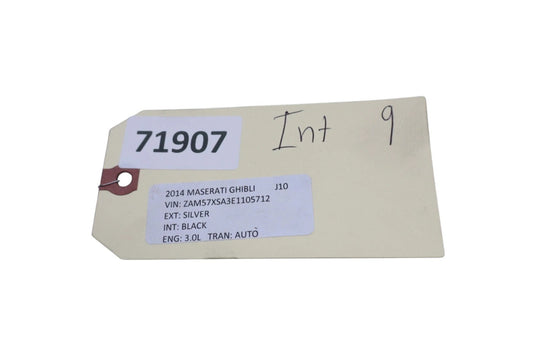 71907
Int 9
2014 MASERATI GHIBLI J10
VIN: ZAM57XSA3E1105712
EXT: SILVER
INT: BLACK
ENG: 3.0L TRAN: AUTO